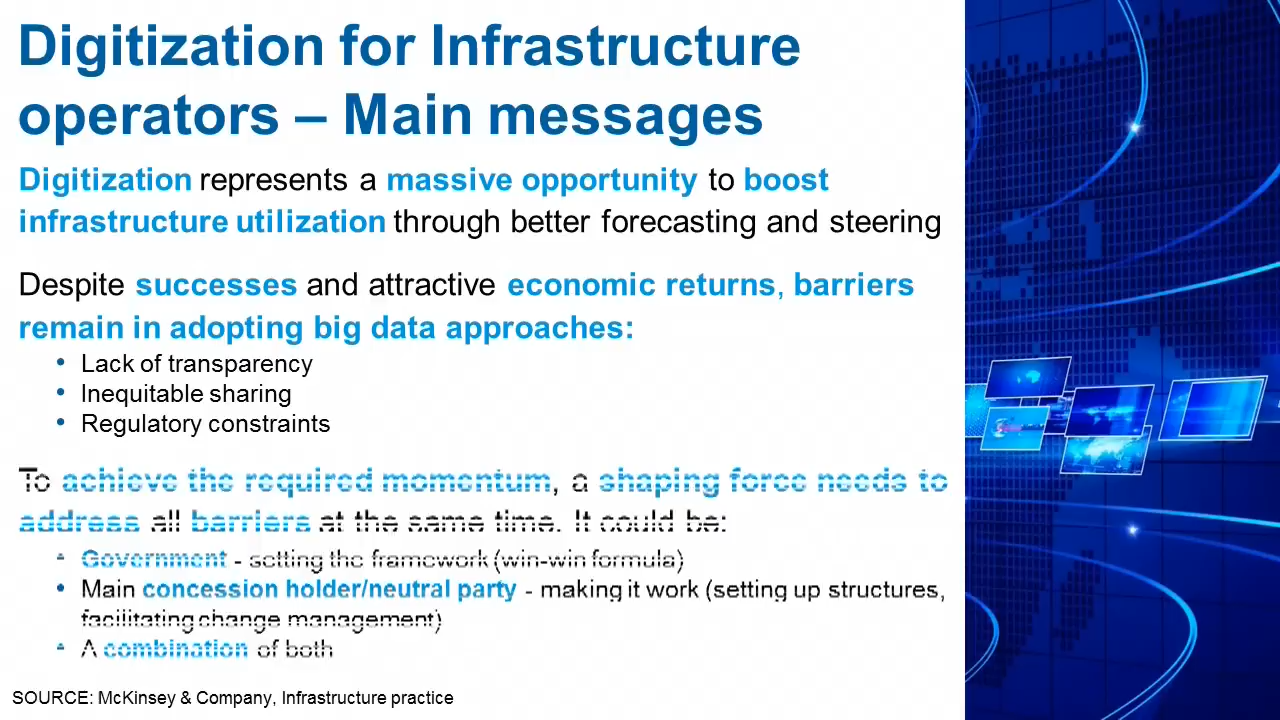 Digitization for Infrastructure
operators – Main messages
Digitization represents a massive opportunity to boost
infrastructure utilization through better forecasting and steering
Despite successes and attractive economic returns, barriers
remain in adopting big data approaches:
• Lack of transparency
• Inequitable sharing
• Regulatory constraints
To achieve the required momentum, a shaping force needs to
address all barriers at the same time. It could be:
• Government - setting the framework (win-win formula)
• Main concession holder/neutral party - making it work (setting up structures,
facilitating change management)
• A combination of both
SOURCE: McKinsey & Company, Infrastructure practice